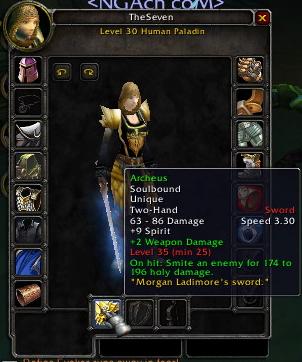 <NGAch coM>
TheSeven
Level 30 Human Paladin
Archeus
Soulbound
Unique
Two-Hand Sword
63 - 86 Damage Speed 3.30
+9 Spirit
+2 Weapon Damage
Level 35 (min 25)
On hit: Smite an enemy for 174 to
196 holy damage.
"Morgan Ladimore's sword."